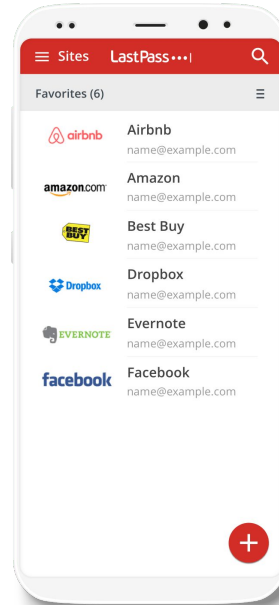 Sites LastPass
Favorites (6)
airbnb Airbnb
name@example.com
amazon.com Amazon
name@example.com
BEST BUY Best Buy
name@example.com
Dropbox Dropbox
name@example.com
EVERNOTE Evernote
name@example.com
facebook Facebook
name@example.com